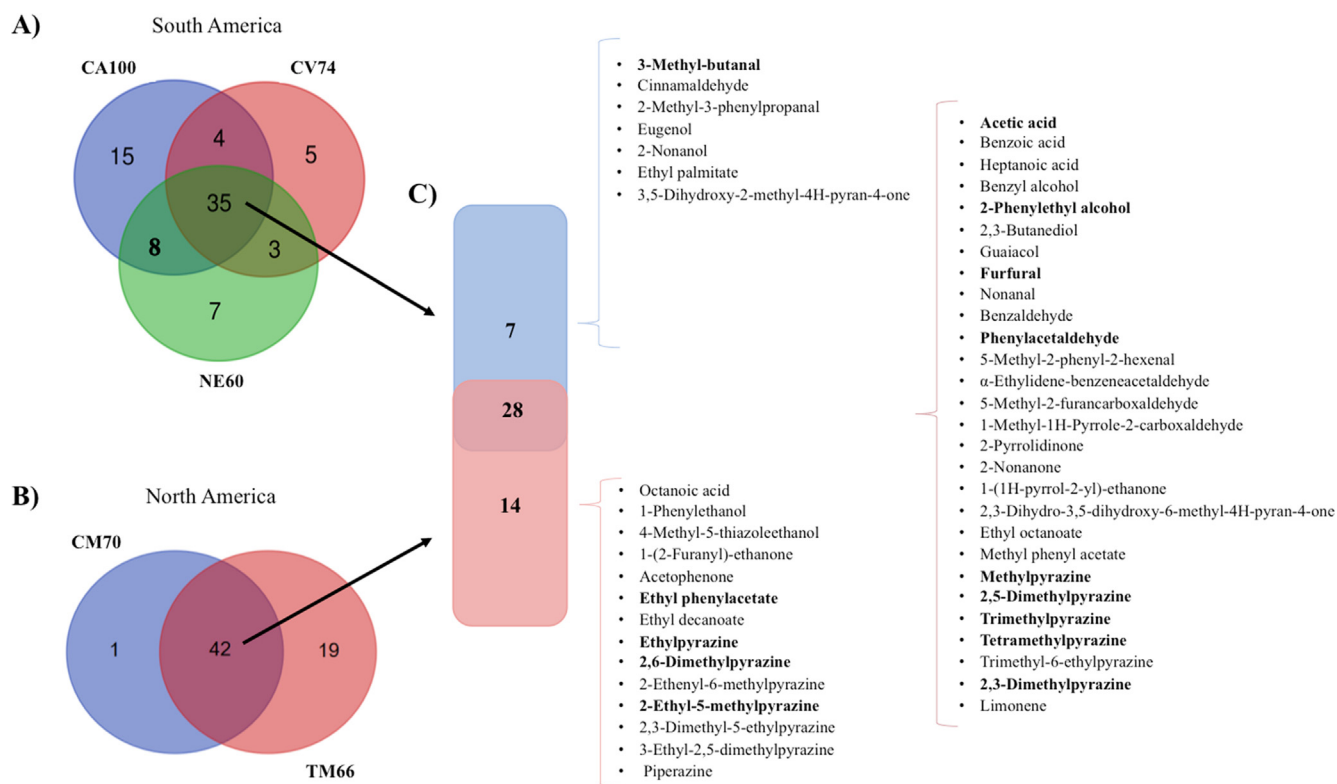 A)
South America
CA100
CV74
15
4
5
35
8
3
7
NE60
B)
North America
CM70
1
42
19
TM66
C)
7
28
14
• 3-Methyl-butanal
• Cinnamaldehyde
• 2-Methyl-3-phenylpropanal
• Eugenol
• 2-Nonanol
• Ethyl palmitate
• 3,5-Dihydroxy-2-methyl-4H-pyran-4-one
• Octanoic acid
• 1-Phenylethanol
• 4-Methyl-5-thiazoleethanol
• 1-(2-Furanyl)-ethanone
• Acetophenone
• Ethyl phenylacetate
• Ethyl decanoate
• Ethylpyrazine
• 2,6-Dimethylpyrazine
• 2-Ethenyl-6-methylpyrazine
• 2-Ethyl-5-methylpyrazine
• 2,3-Dimethyl-5-ethylpyrazine
• 3-Ethyl-2,5-dimethylpyrazine
• Piperazine
• Acetic acid
• Benzoic acid
• Heptanoic acid
• Benzyl alcohol
• 2-Phenylethyl alcohol
• 2,3-Butanediol
• Guaiacol
• Furfural
• Nonanal
• Benzaldehyde
• Phenylacetaldehyde
• 5-Methyl-2-phenyl-2-hexenal
• α-Ethylidene-benzeneacetaldehyde
• 5-Methyl-2-furancarboxaldehyde
• 1-Methyl-1H-Pyrrole-2-carboxaldehyde
• 2-Pyrrolidinone
• 2-Nonanone
• 1-(1H-pyrrol-2-yl)-ethanone
• 2,3-Dihydro-3,5-dihydroxy-6-methyl-4H-pyran-4-one
• Ethyl octanoate
• Methyl phenyl acetate
• Methylpyrazine
• 2,5-Dimethylpyrazine
• Trimethylpyrazine
• Tetramethylpyrazine
• Trimethyl-6-ethylpyrazine
• 2,3-Dimethylpyrazine
• Limonene